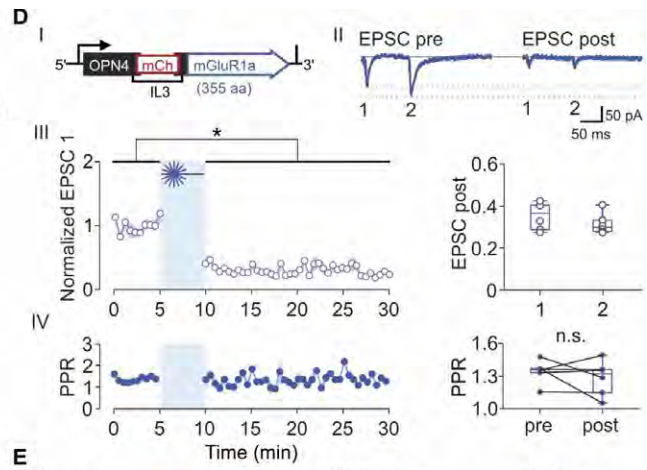 D
I
II
EPSC pre
EPSC post
5'
OPN4
mCh
mGluR1a
3'
IL3
(355 aa)
1
2
1
2
50 pA
50 ms
III
*
Normalized EPSC 1
2
1
0
0
5
10
15
20
25
30
EPSC post
0.6
0.4
0.2
0
1
2
IV
PPR
3
2
1
0
0
5
10
15
20
25
30
Time (min)
n.s.
PPR
1.6
1.3
1.0
pre
post
E